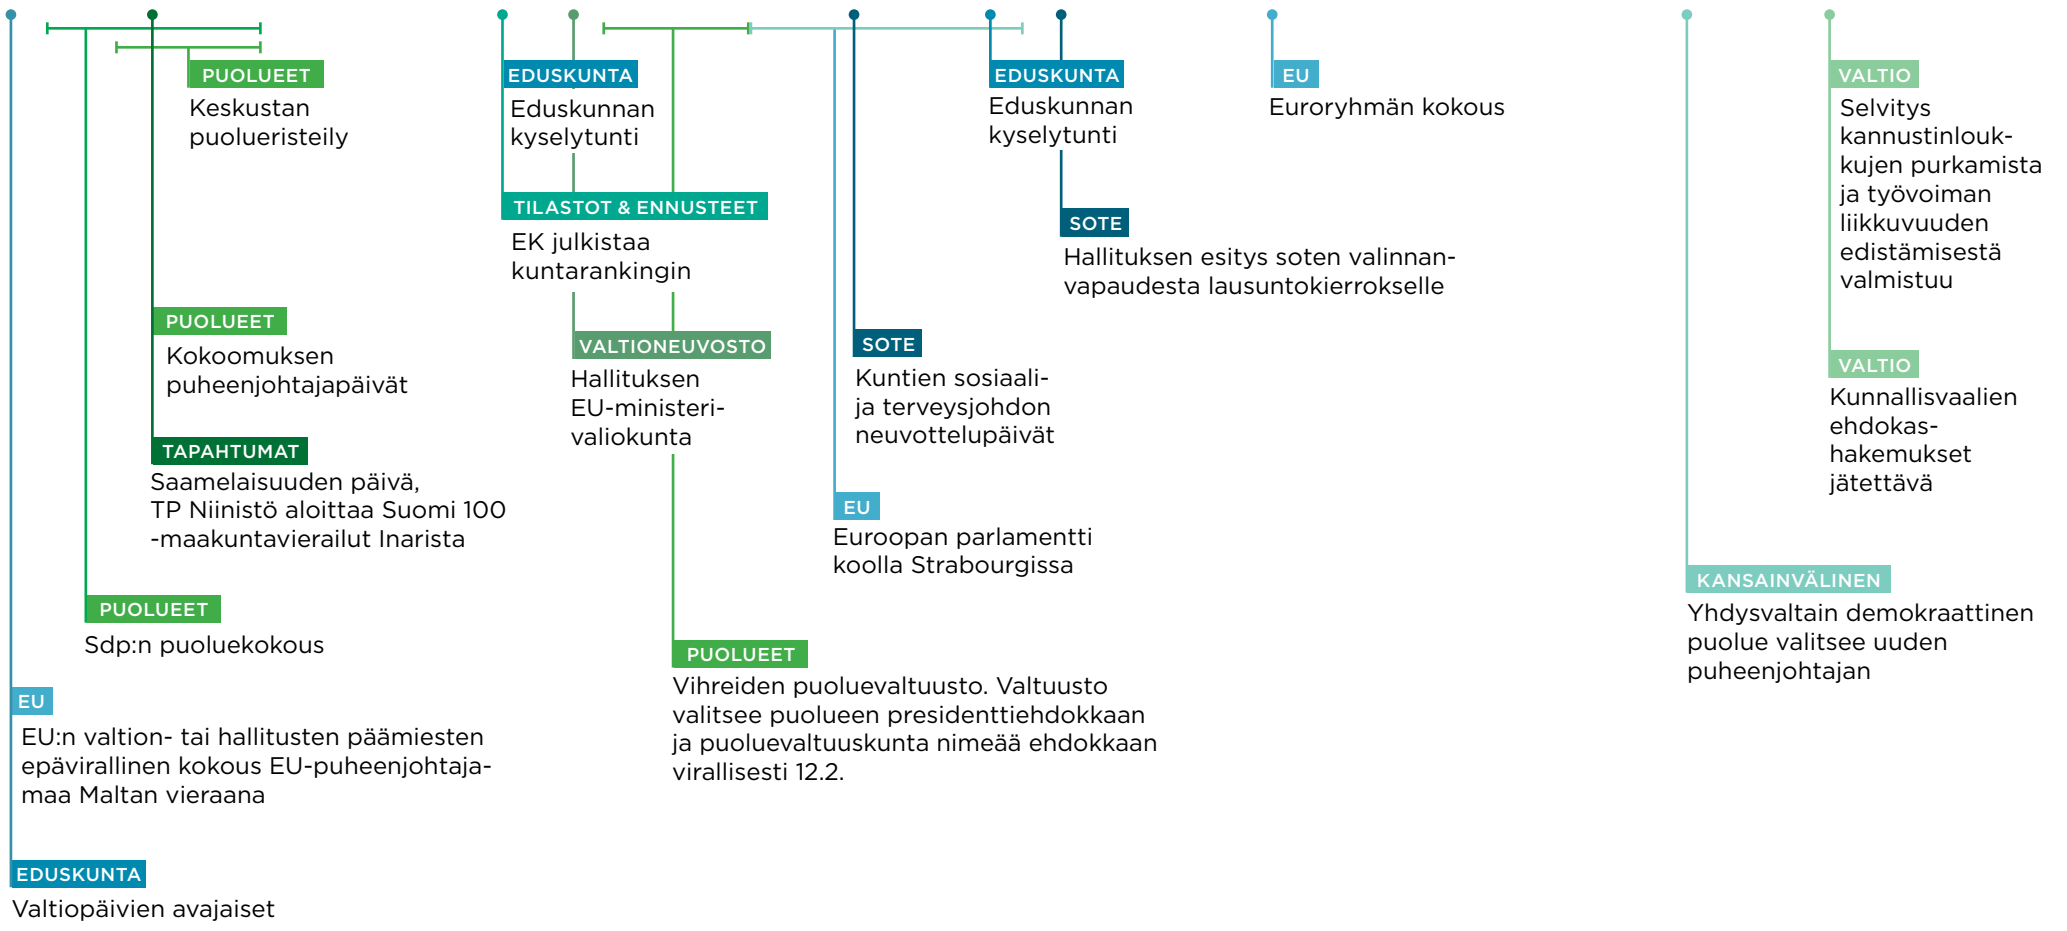 PUOLUEET
Keskustan
puolueristeily
PUOLUEET
Kokoomuksen
puheenjohtajapäivät
TAPAHTUMAT
Saamelaisuuden päivä,
TP Niinistö aloittaa Suomi 100
-maakuntavierailut Inarista
PUOLUEET
Sdp:n puoluekokous
EU
EU:n valtion- tai hallitusten päämiesten
epävirallinen kokous EU-puheenjohtaja-
maa Maltan vieraana
EDUSKUNTA
Valtiopäivien avajaiset
EDUSKUNTA
Eduskunnan
kyselytunti
TILASTOT & ENNUSTEET
EK julkistaa
kuntarankingin
VALTIONEUVOSTO
Hallituksen
EU-ministeri-
valiokunta
PUOLUEET
Vihreiden puoluevaltuusto. Valtuusto
valitsee puolueen presidenttiehdokkaan
ja puoluevaltuuskunta nimeää ehdokkaan
virallisesti 12.2.
SOTE
Kuntien sosiaali-
ja terveysjohdon
neuvottelupäivät
EU
Euroopan parlamentti
koolla Strabourgissa
EDUSKUNTA
Eduskunnan
kyselytunti
SOTE
Hallituksen esitys soten valinnan-
vapaudesta lausuntokierrokselle
EU
Euroryhmän kokous
KANSAINVÄLINEN
Yhdysvaltain demokraattinen
puolue valitsee uuden
puheenjohtajan
VALTIO
Selvitys
kannustinlouk-
kujen purkamista
ja työvoiman
liikkuvuuden
edistämisestä
valmistuu
VALTIO
Kunnallisvaalien
ehdokas-
hakemukset
jätettävä